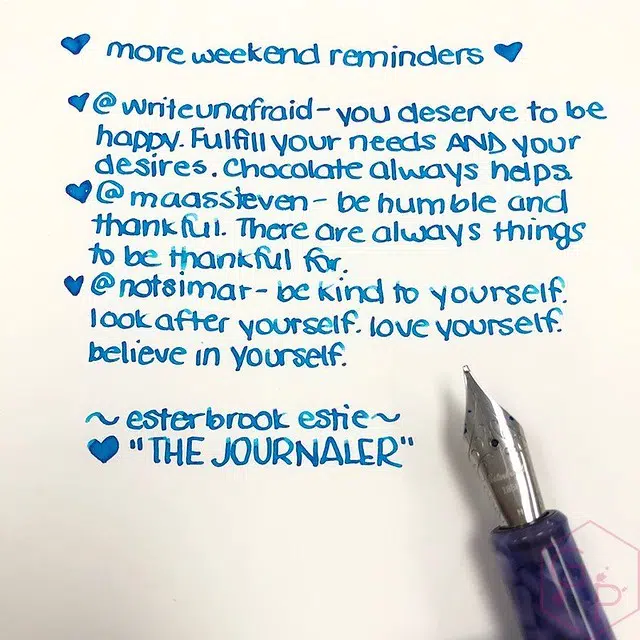 ♥ more weekend reminders ♥
♥ @writeunafraid - you deserve to be
happy. Fulfill your needs AND your
desires. Chocolate always helps.
♥ @maassteven - be humble and
thankful. There are always things
to be thankful for.
♥ @notsimar - be kind to yourself.
look after yourself. love yourself.
believe in yourself.
~ esterbrook estie ~
♥ "THE JOURNALER"